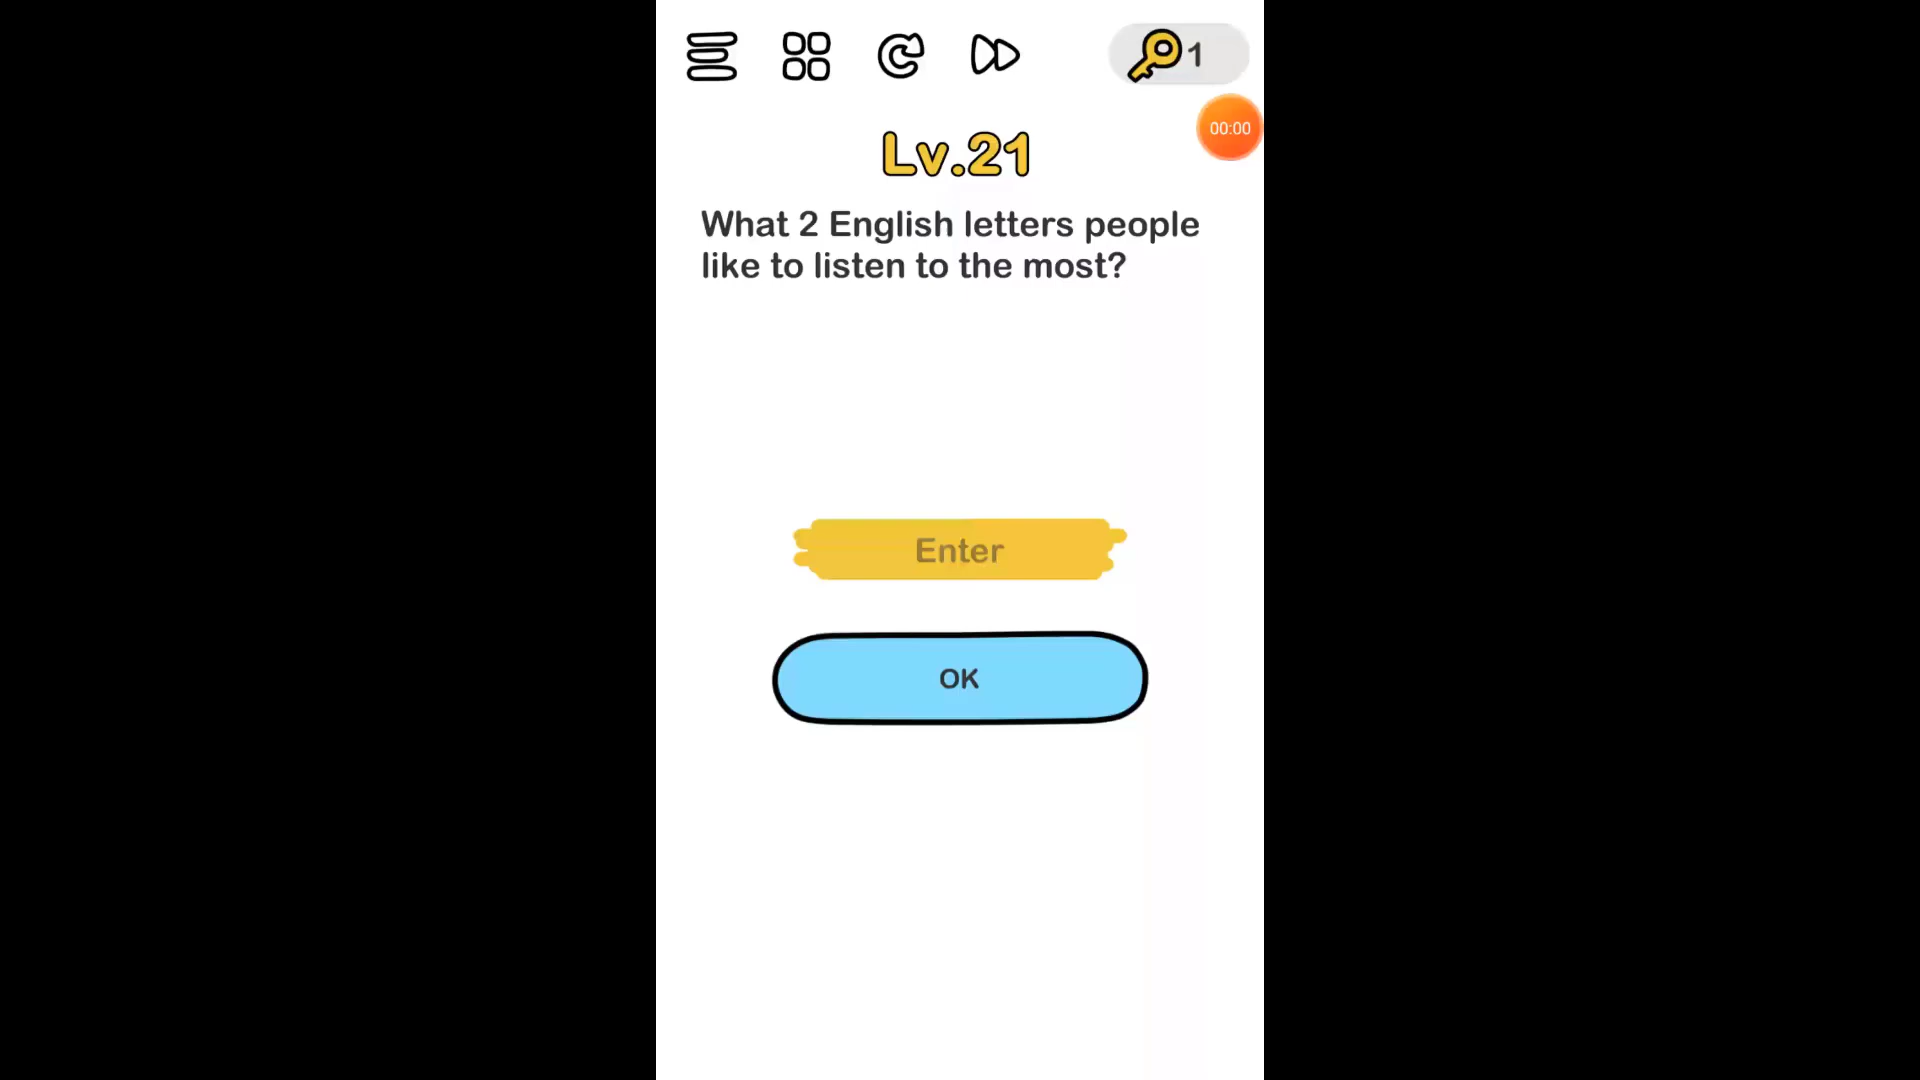 1
00:00
Lv.21
What 2 English letters people
like to listen to the most?
Enter
OK